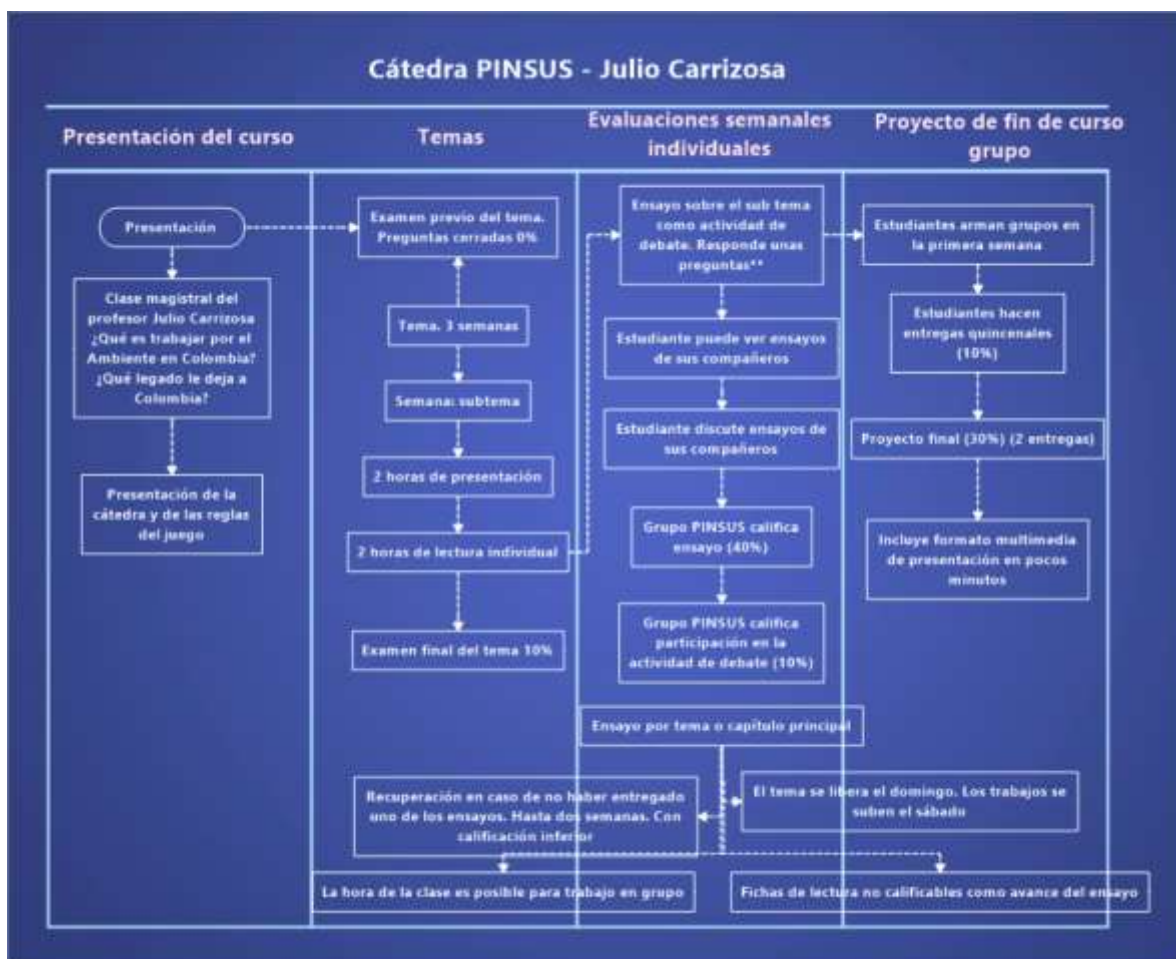 Cátedra PINSUS - Julio Carrizosa
Presentación del curso
Temas
Evaluaciones semanales
individuales
Proyecto de fin de curso
grupo
Presentación
Clase magistral del
profesor Julio Carrizosa
¿Qué es trabajar por el
Ambiente en Colombia?
¿Qué legado le deja a
Colombia?
Presentación de la
cátedra y de las reglas
del juego
Examen previo del tema.
Preguntas cerradas 0%
Tema. 3 semanas
Semana: subtema
2 horas de presentación
2 horas de lectura individual
Examen final del tema 10%
Ensayo sobre el sub tema
como actividad de
debate. Responde unas
preguntas**
Estudiante puede ver ensayos
de sus compañeros
Estudiante discute ensayos de
sus compañeros
Grupo PINSUS califica
ensayo (40%)
Grupo PINSUS califica
participación en la
actividad de debate (10%)
Estudiantes arman grupos en
la primera semana
Estudiantes hacen
entregas quincenales
(10%)
Proyecto final (30%) (2 entregas)
Incluye formato multimedia
de presentación en pocos
minutos
Ensayo por tema o capítulo principal
Recuperación en caso de no haber entregado
uno de los ensayos. Hasta dos semanas. Con
calificación inferior
El tema se libera el domingo. Los trabajos se
suben el sábado
La hora de la clase es posible para trabajo en grupo
Fichas de lectura no calificables como avance del ensayo